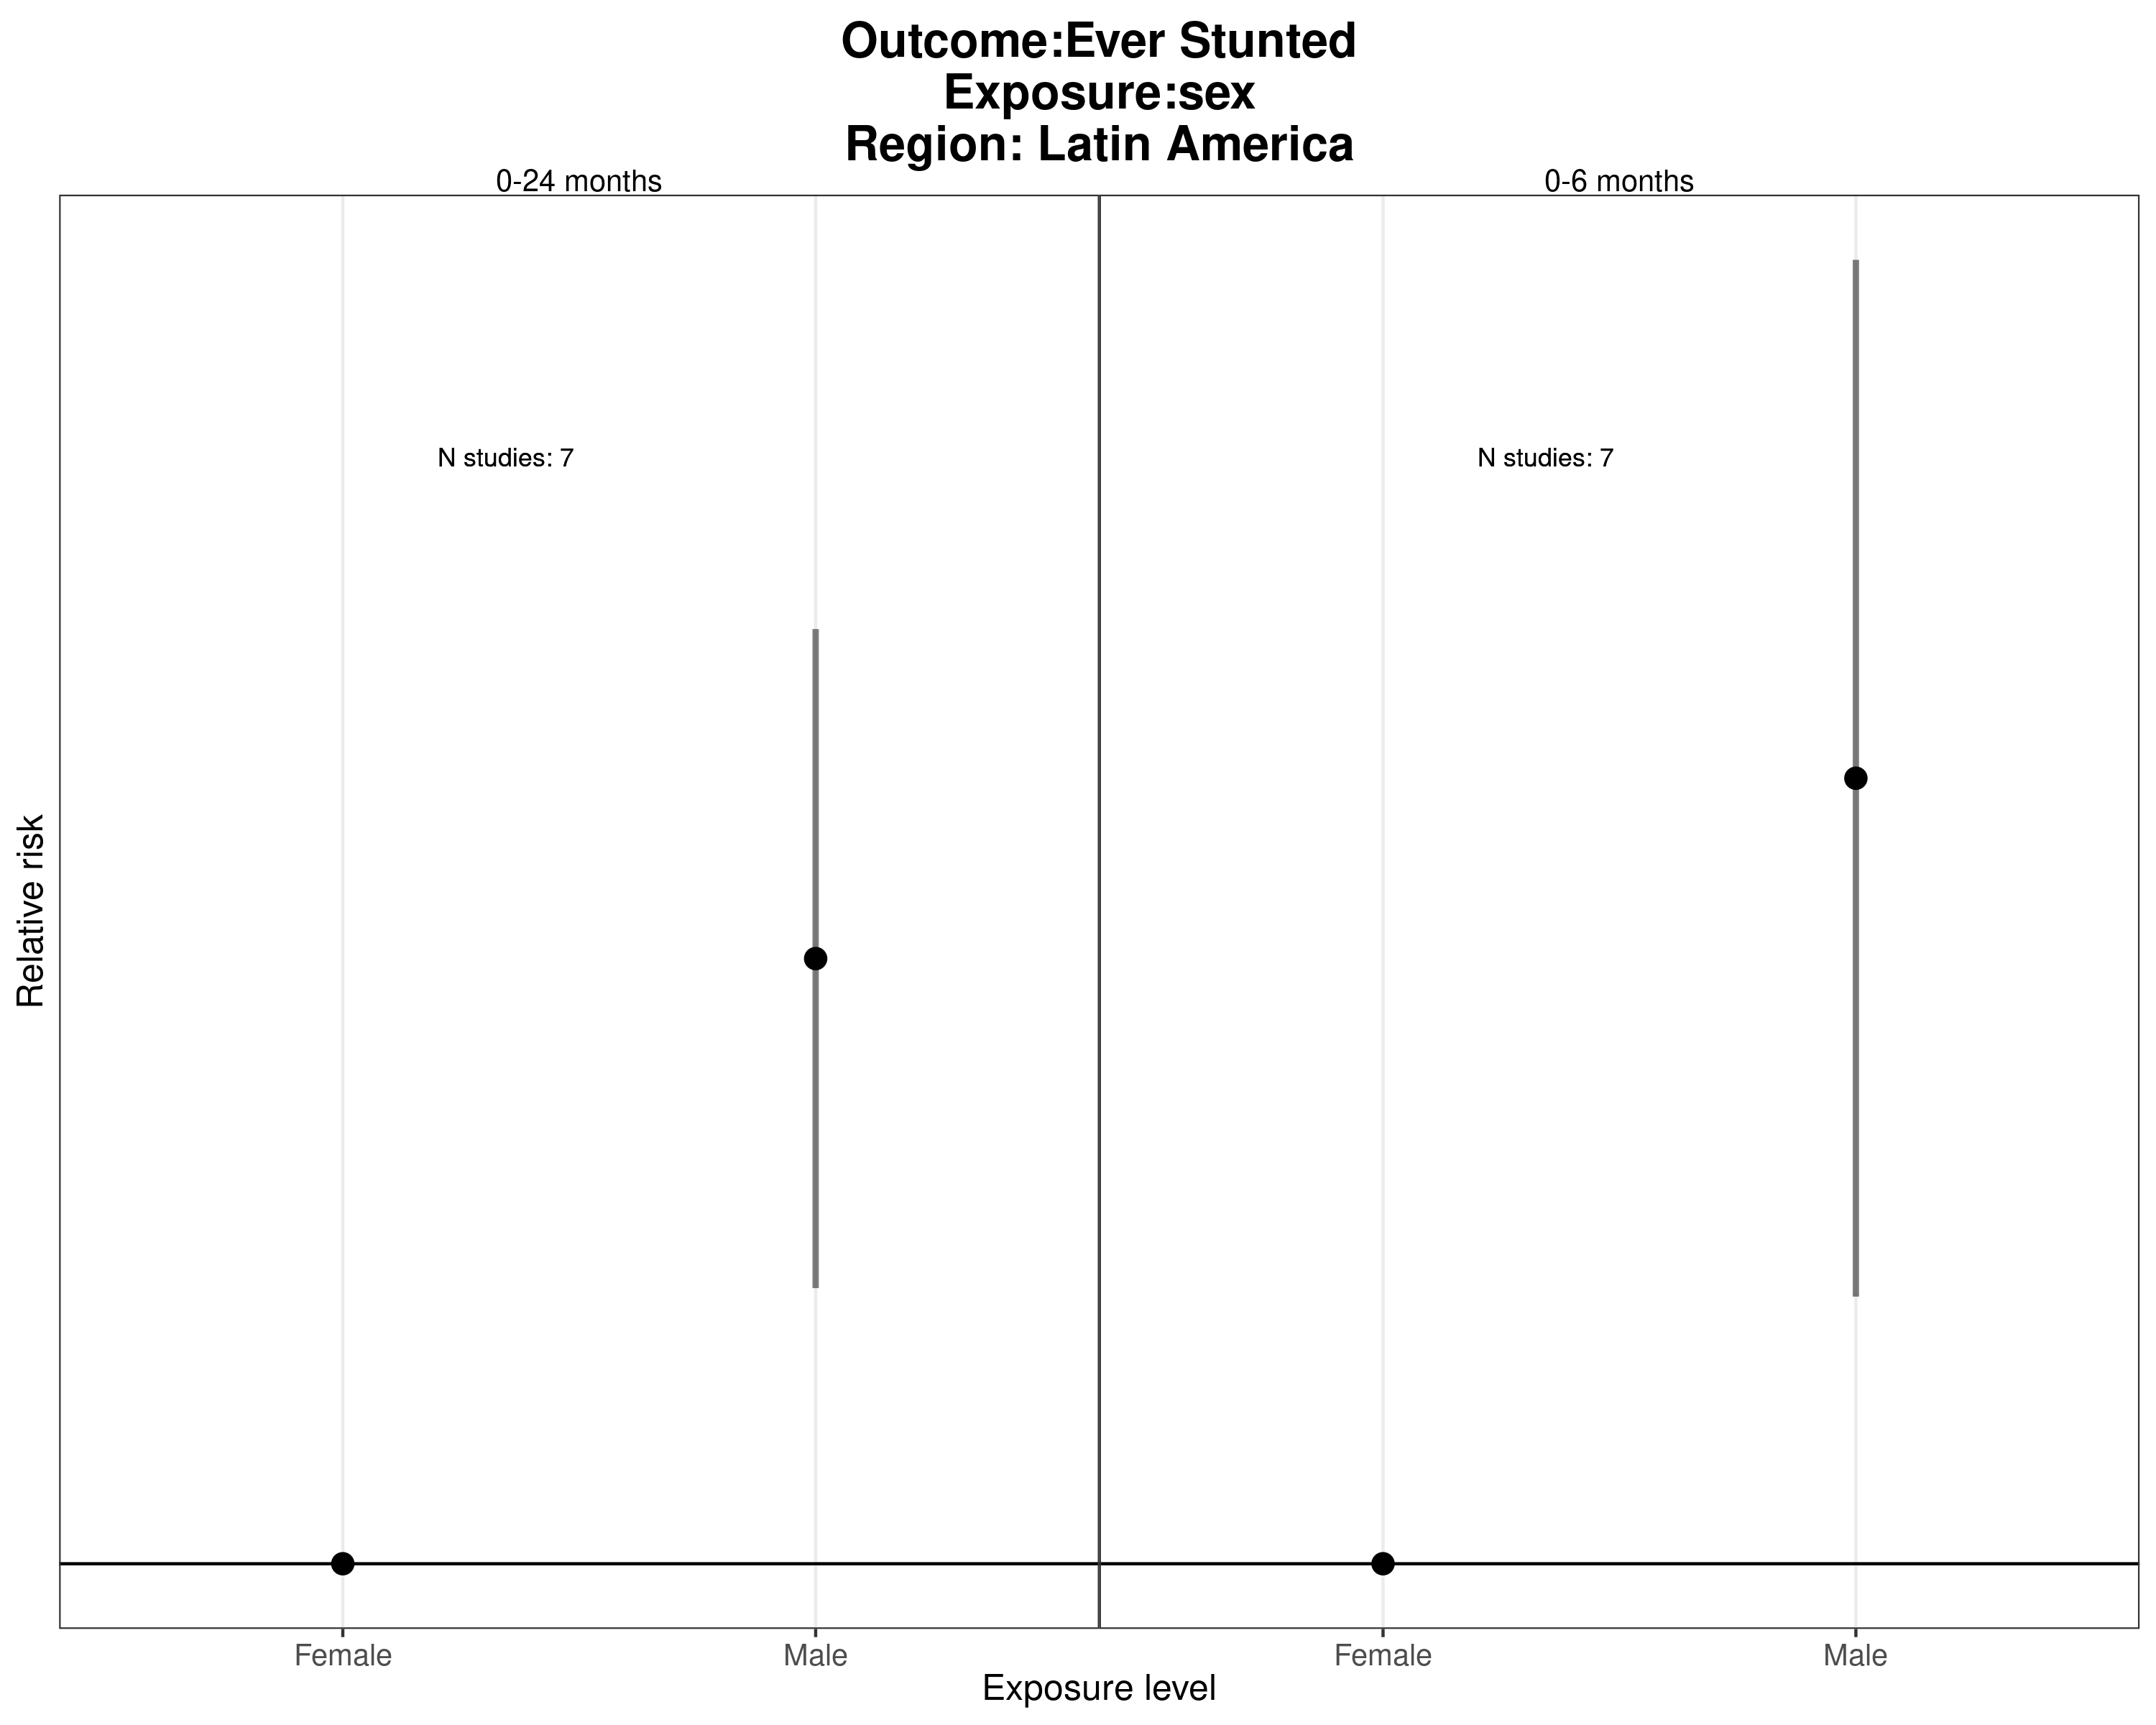 Outcome:Ever Stunted
Exposure:sex
Region: Latin America
0-24 months
0-6 months
N studies: 7
N studies: 7
Relative risk
Female
Male
Female
Male
Exposure level